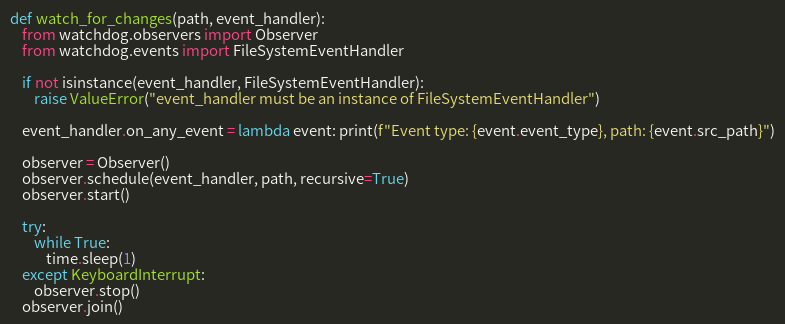 def watch_for_changes(path, event_handler):
    from watchdog.observers import Observer
    from watchdog.events import FileSystemEventHandler

    if not isinstance(event_handler, FileSystemEventHandler):
        raise ValueError("event_handler must be an instance of FileSystemEventHandler")

    event_handler.on_any_event = lambda event: print(f"Event type: {event.event_type}, path: {event.src_path}")

    observer = Observer()
    observer.schedule(event_handler, path, recursive=True)
    observer.start()

    try:
        while True:
            time.sleep(1)
    except KeyboardInterrupt:
        observer.stop()
    observer.join()